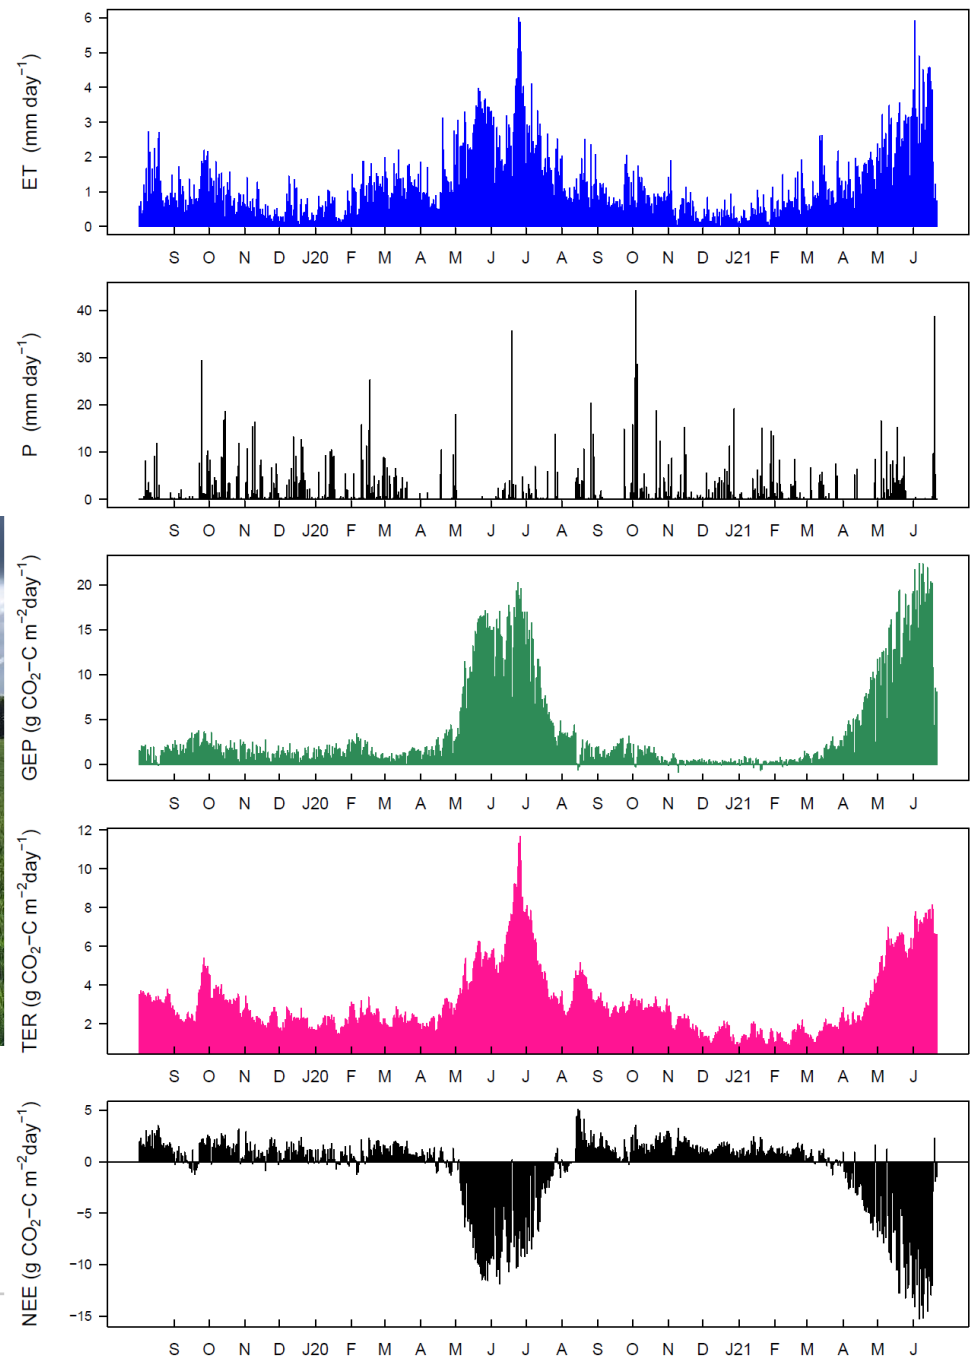 ET (mm day⁻¹)
6
5
4
3
2
1
0
S O N D J20 F M A M J J A S O N D J21 F M A M J
P (mm day⁻¹)
40
30
20
10
0
S O N D J20 F M A M J J A S O N D J21 F M A M J
GEP (g CO₂−C m⁻²day⁻¹)
20
15
10
5
0
S O N D J20 F M A M J J A S O N D J21 F M A M J
TER (g CO₂−C m⁻²day⁻¹)
12
10
8
6
4
2
S O N D J20 F M A M J J A S O N D J21 F M A M J
NEE (g CO₂−C m⁻²day⁻¹)
5
0
−5
−10
−15
S O N D J20 F M A M J J A S O N D J21 F M A M J